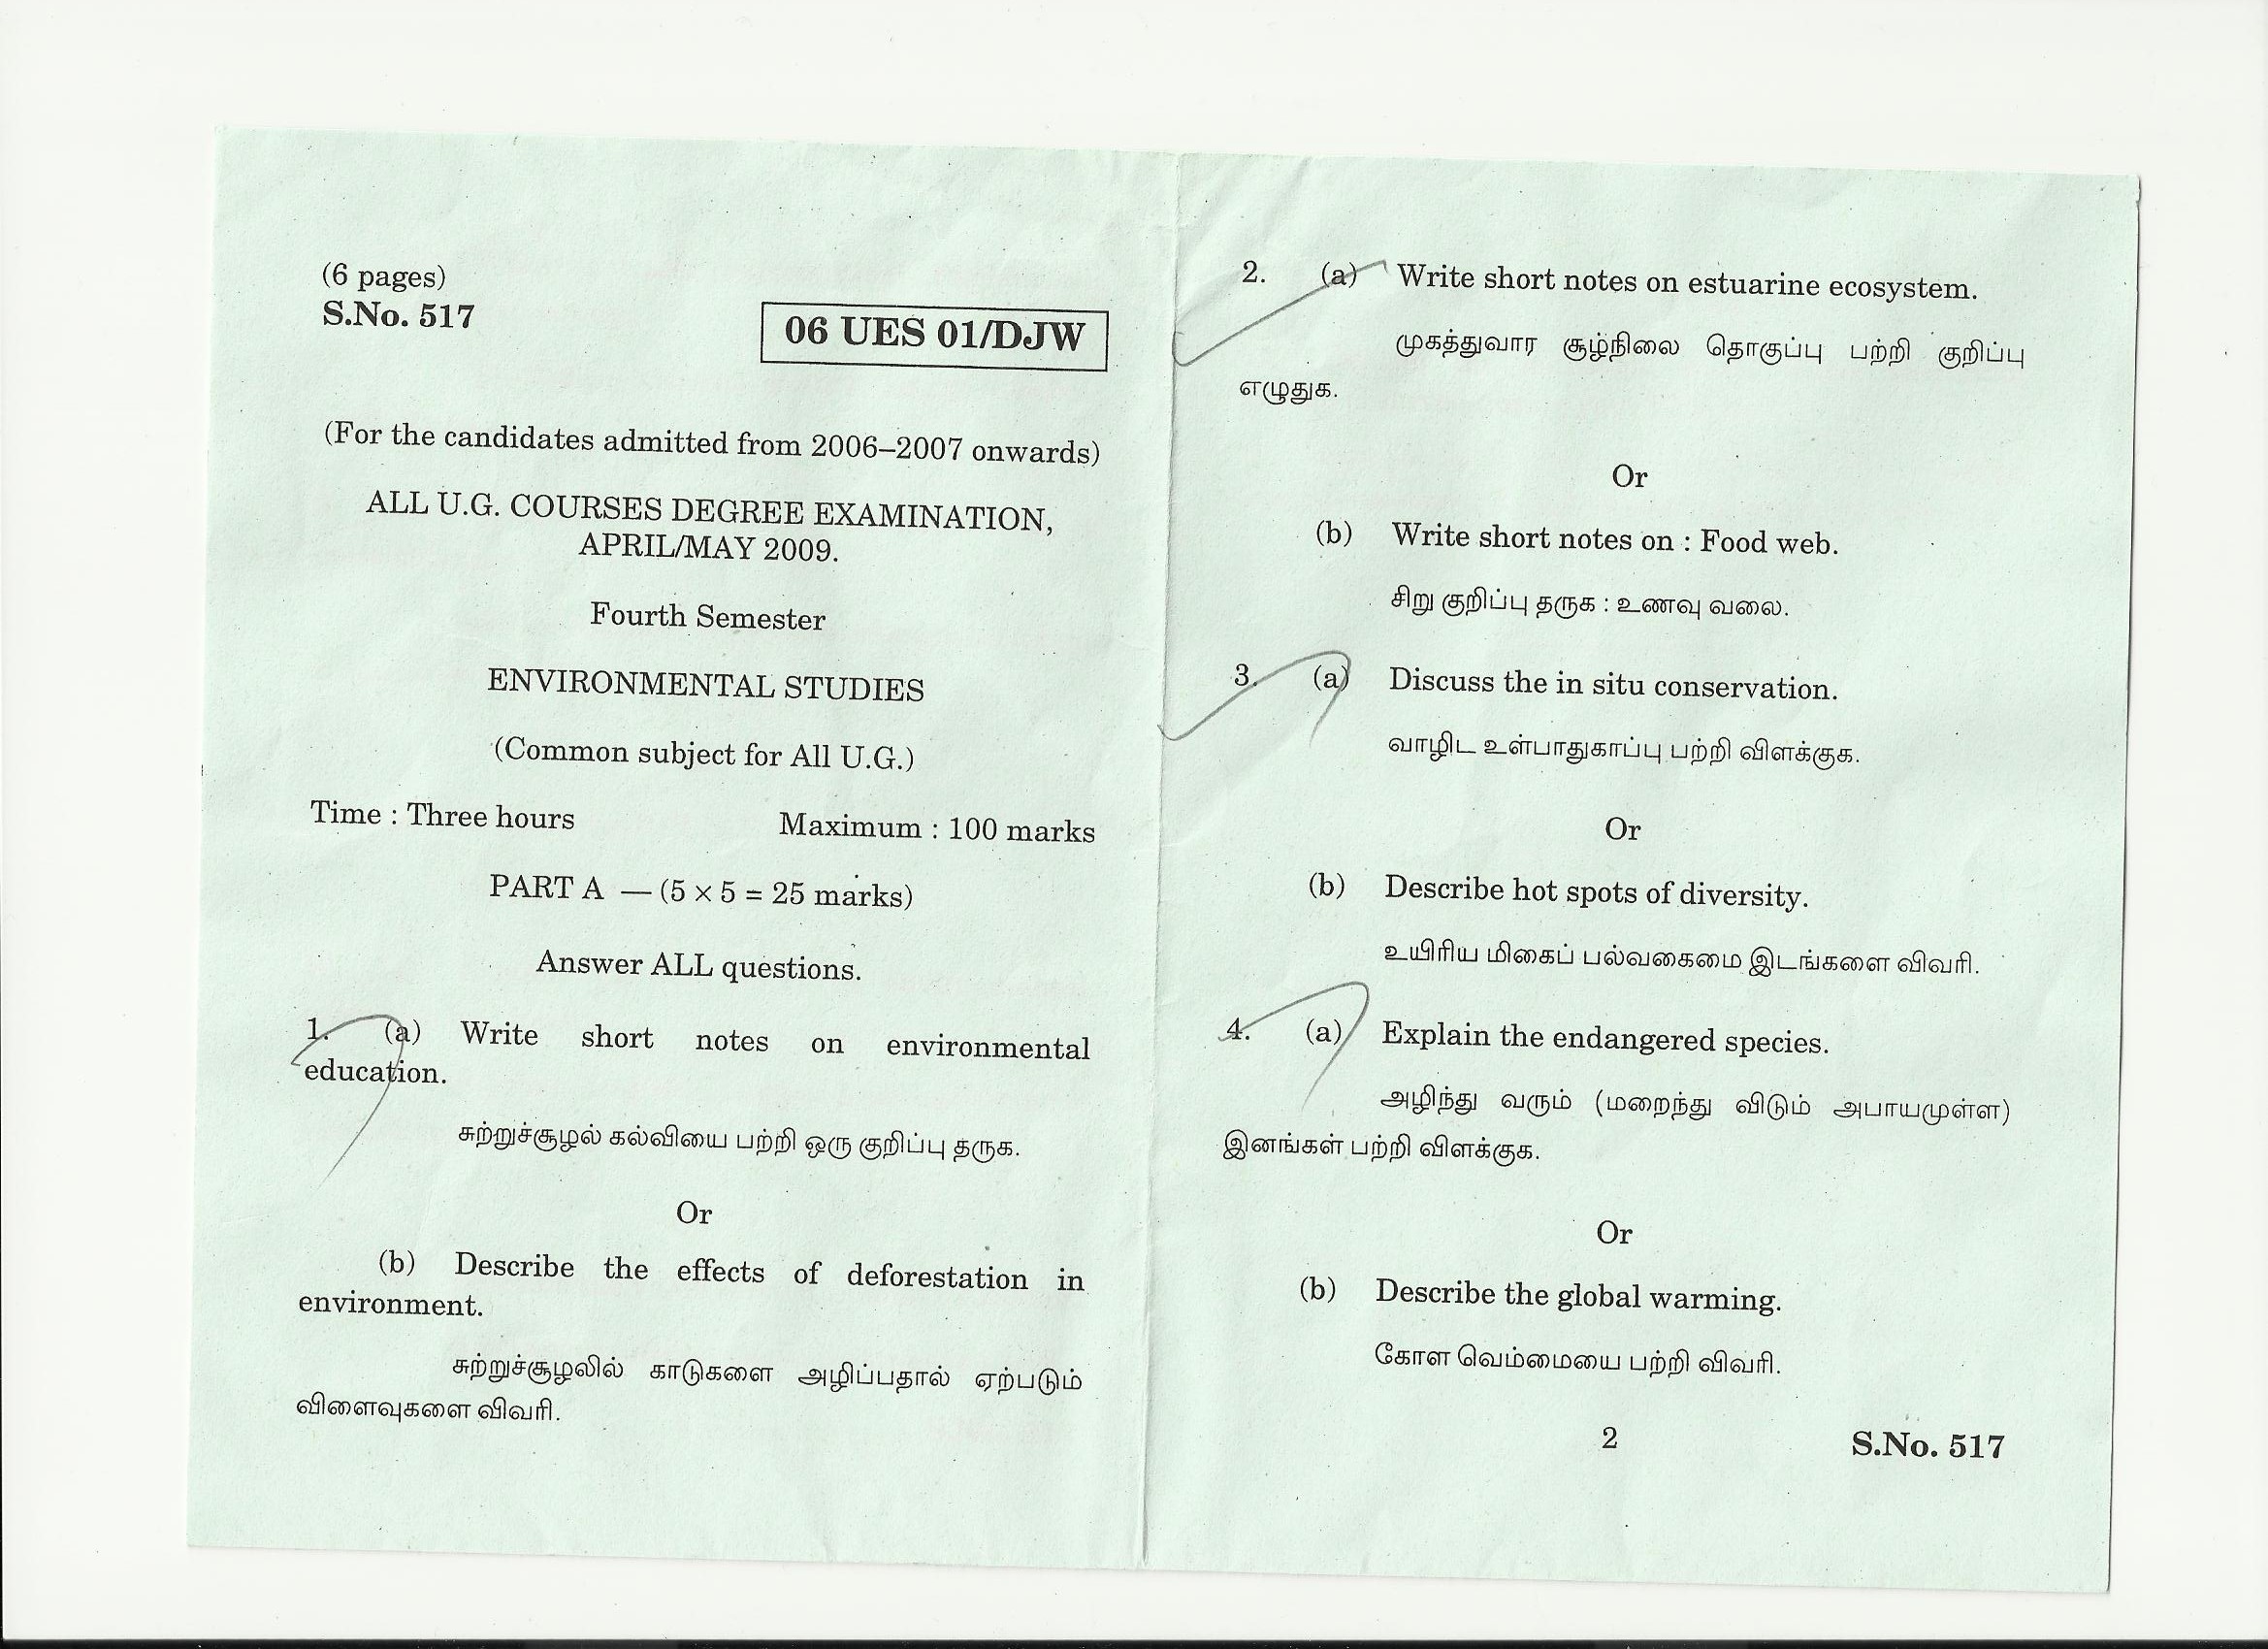 (6 pages)
S.No. 517
06 UES 01/DJW
(For the candidates admitted from 2006–2007 onwards)
ALL U.G. COURSES DEGREE EXAMINATION,
APRIL/MAY 2009.
Fourth Semester
ENVIRONMENTAL STUDIES
(Common subject for All U.G.)
Time : Three hours Maximum : 100 marks
PART A — (5 × 5 = 25 marks)
Answer ALL questions.
1. (a) Write short notes on environmental
education.
சுற்றுச்சூழல் கல்வியை பற்றி ஒரு குறிப்பு தருக.
Or
(b) Describe the effects of deforestation in
environment.
சுற்றுச்சூழலில் காடுகளை அழிப்பதால் ஏற்படும்
விளைவுகளை விவரி.
2. (a) Write short notes on estuarine ecosystem.
முகத்துவார சூழ்நிலை தொகுப்பு பற்றி குறிப்பு
எழுதுக.
Or
(b) Write short notes on : Food web.
சிறு குறிப்பு தருக : உணவு வலை.
3. (a) Discuss the in situ conservation.
வாழிட உள்பாதுகாப்பு பற்றி விளக்குக.
Or
(b) Describe hot spots of diversity.
உயிரிய மிகைப் பல்வகைமை இடங்களை விவரி.
4. (a) Explain the endangered species.
அழிந்து வரும் (மறைந்து விடும் அபாயமுள்ள)
இனங்கள் பற்றி விளக்குக.
Or
(b) Describe the global warming.
கோள வெம்மையை பற்றி விவரி.
2 S.No. 517